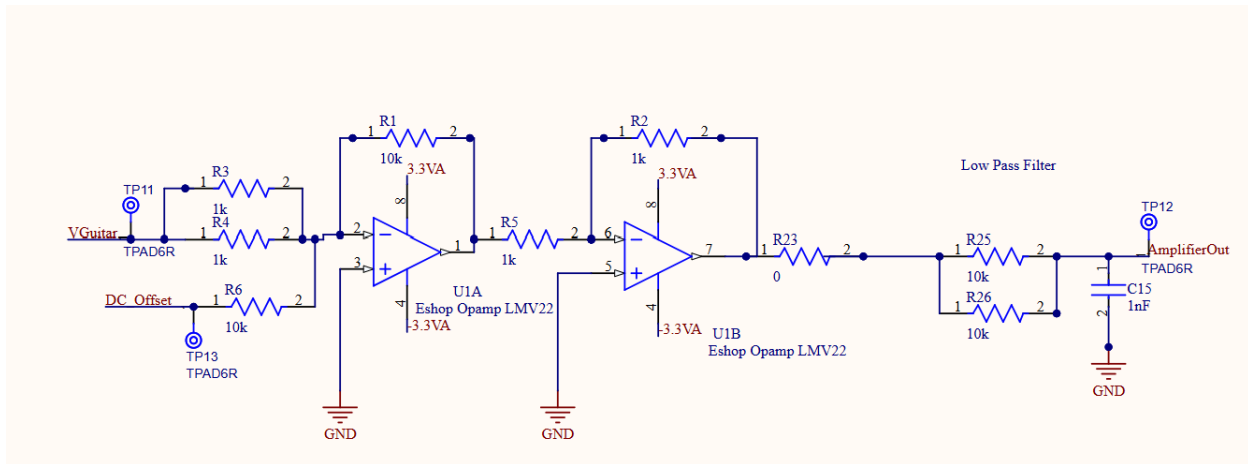 R1
1
2
10k
3.3VA
8
R2
1
2
1k
3.3VA
8
Low Pass Filter
R3
1
2
1k
TP11
VGuitar
TPAD6R
R4
1
2
1k
2
3
1
4
-3.3VA
U1A
Eshop Opamp LMV22
R5
1
2
1k
6
5
7
4
-3.3VA
U1B
Eshop Opamp LMV22
R23
1
2
0
TP12
AmplifierOut
TPAD6R
R25
1
2
10k
R26
1
2
10k
1
C15
1nF
2
DC_Offset
R6
1
2
10k
TP13
TPAD6R
GND
GND
GND